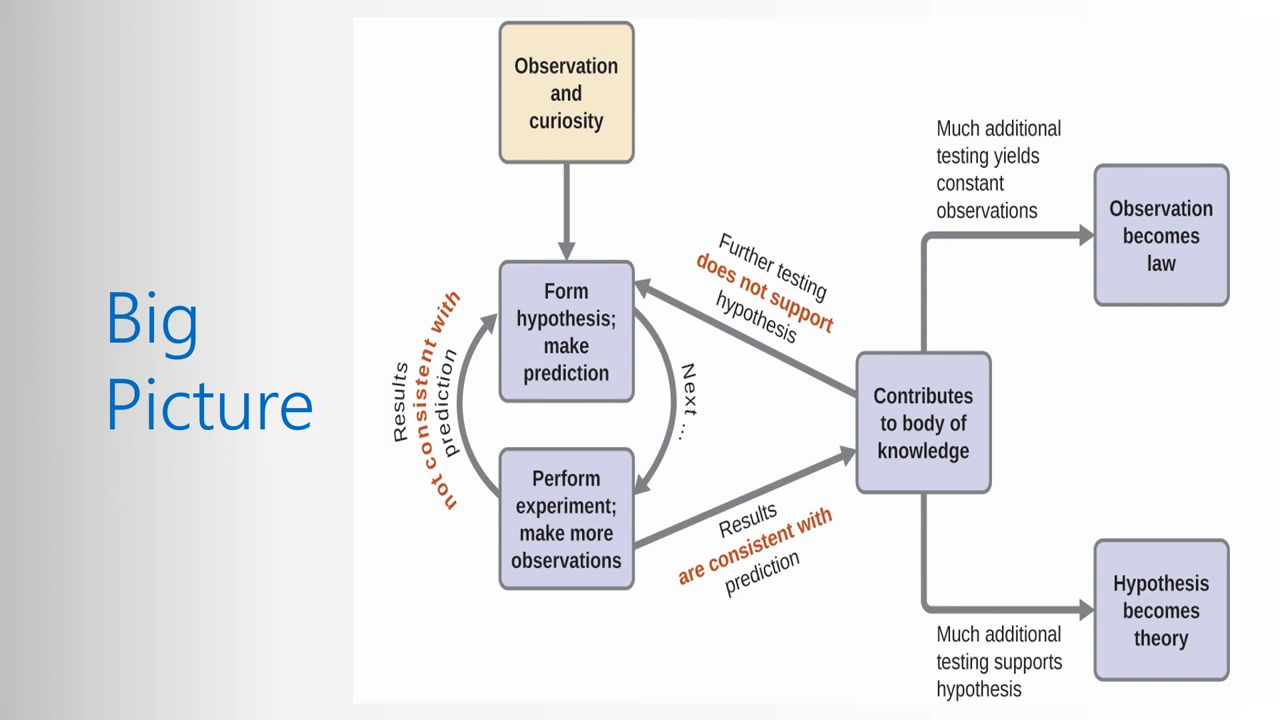 Big
Picture
Observation
and
curiosity
Form
hypothesis;
make
prediction
Results
not consistent with
prediction
Next ...
Perform
experiment;
make more
observations
Further testing
does not support
hypothesis
Results
are consistent with
prediction
Contributes
to body of
knowledge
Much additional
testing yields
constant
observations
Observation
becomes
law
Hypothesis
becomes
theory
Much additional
testing supports
hypothesis